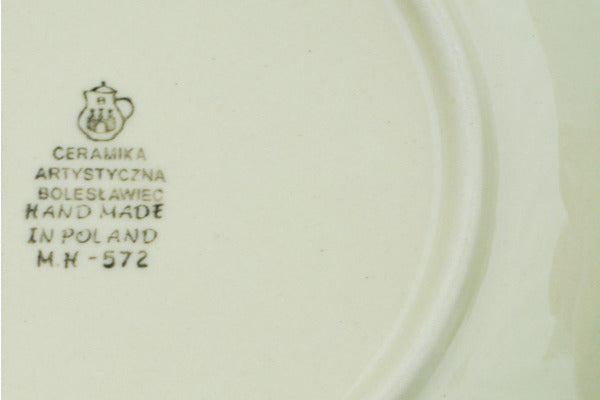 CERAMIKA
ARTYSTYCZNA
BOLESŁAWIEC
HAND MADE
IN POLAND
M.H-572